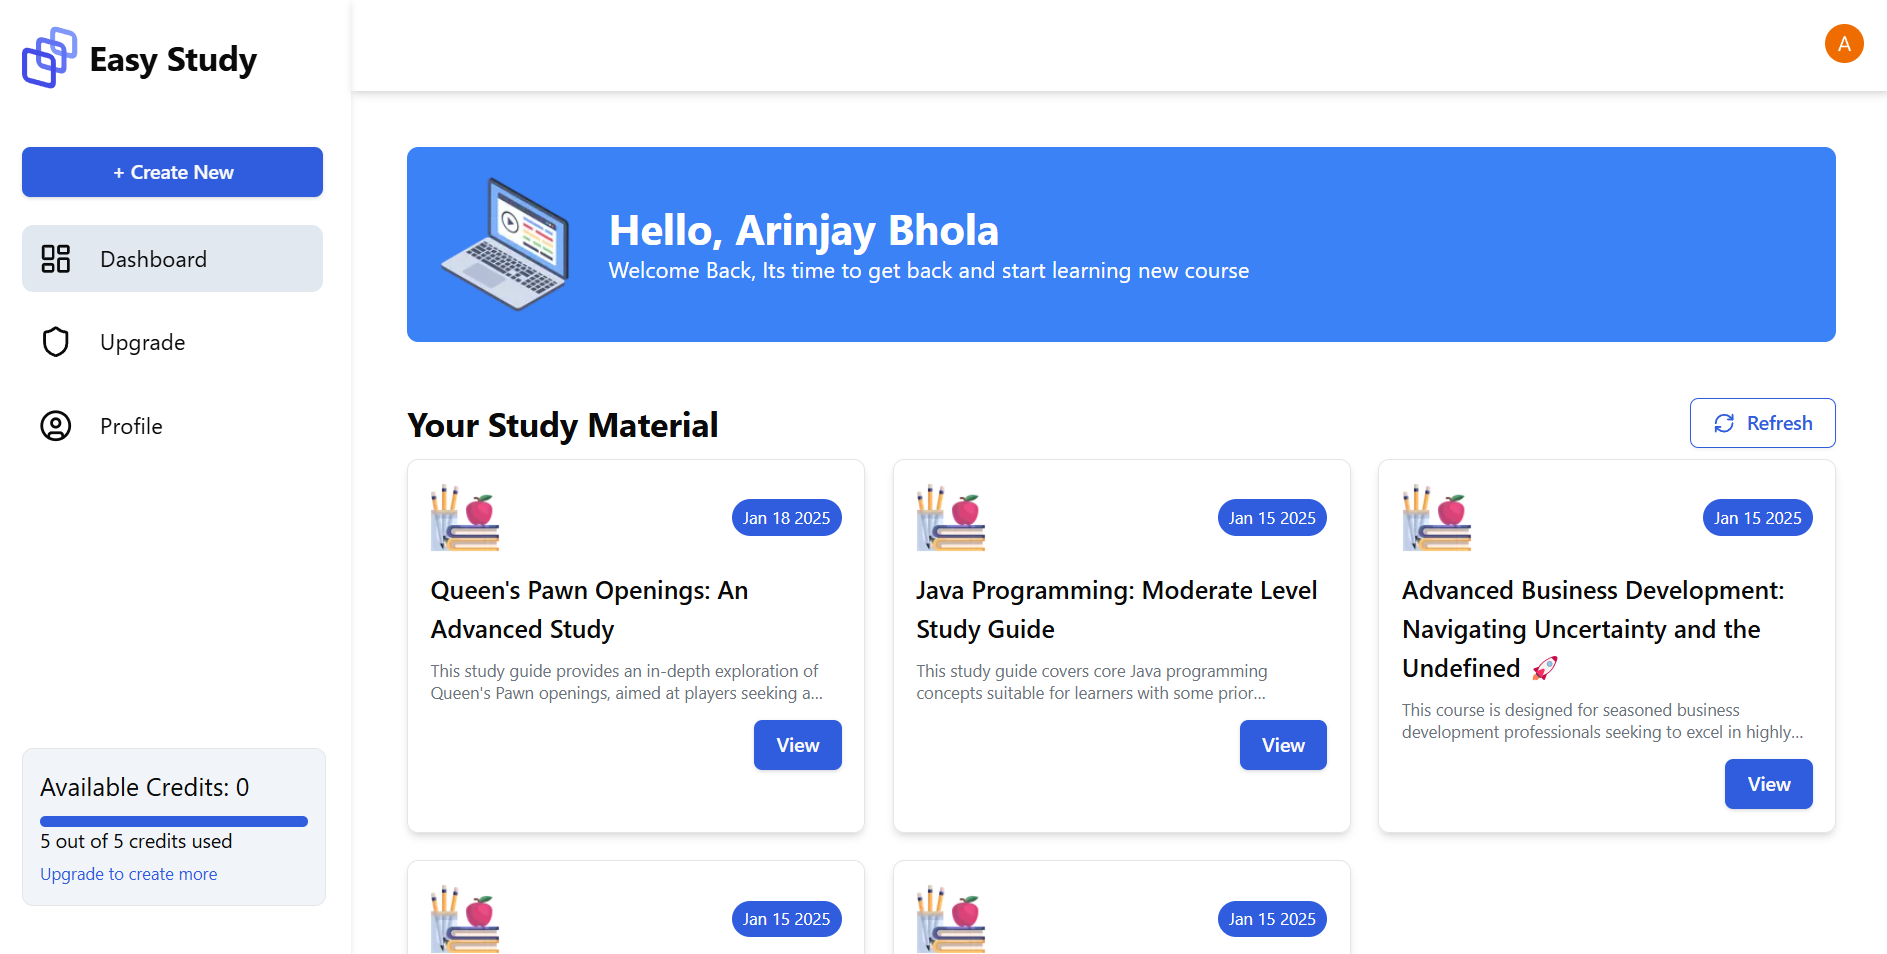 Easy Study
A
+ Create New
Dashboard
Upgrade
Profile
Available Credits: 0
5 out of 5 credits used
Upgrade to create more
Hello, Arinjay Bhola
Welcome Back, Its time to get back and start learning new course
Your Study Material
Refresh
Jan 18 2025
Queen's Pawn Openings: An
Advanced Study
This study guide provides an in-depth exploration of
Queen's Pawn openings, aimed at players seeking a...
View
Jan 15 2025
Java Programming: Moderate Level
Study Guide
This study guide covers core Java programming
concepts suitable for learners with some prior...
View
Jan 15 2025
Advanced Business Development:
Navigating Uncertainty and the
Undefined 🚀
This course is designed for seasoned business
development professionals seeking to excel in highly...
View
Jan 15 2025
Jan 15 2025